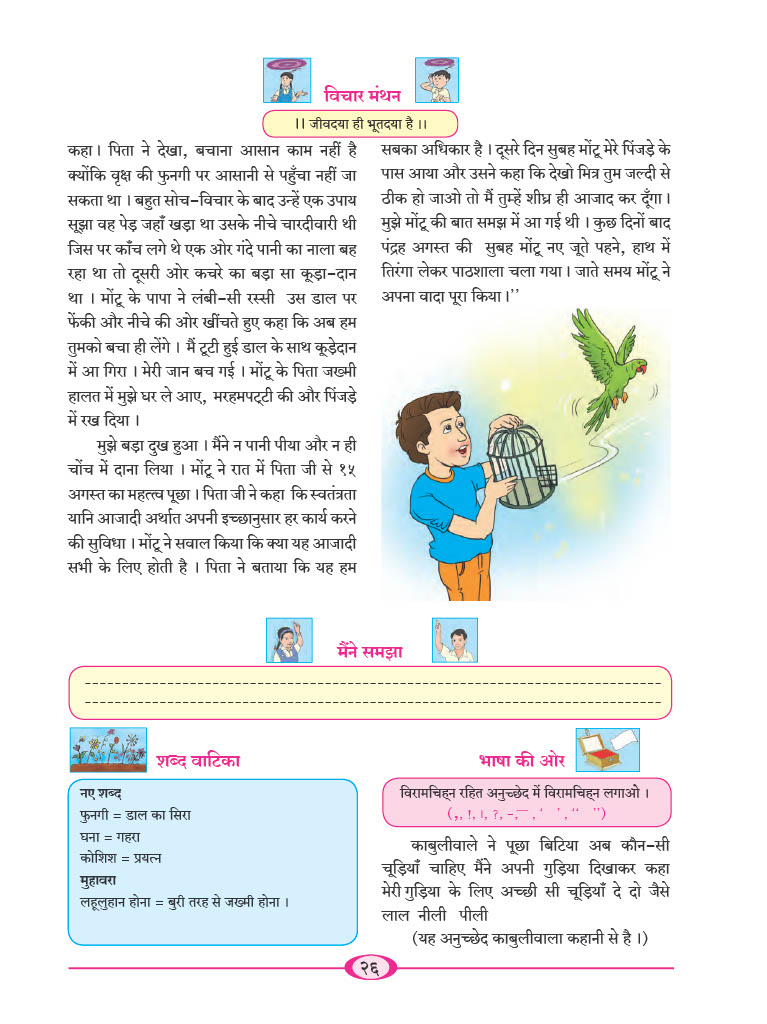 विचार मंथन
।। जीवदया ही भूतदया है ।।
कहा । पिता ने देखा, बचाना आसान काम नहीं है
क्योंकि वृक्ष की फुनगी पर आसानी से पहुँचा नहीं जा
सकता था । बहुत सोच-विचार के बाद उन्हें एक उपाय
सूझा वह पेड़ जहाँ खड़ा था उसके नीचे चारदीवारी थी
जिस पर काँच लगे थे एक ओर गंदे पानी का नाला बह
रहा था तो दूसरी ओर कचरे का बड़ा सा कूड़ा-दान
था । मोंटू के पापा ने लंबी-सी रस्सी उस डाल पर
फेंकी और नीचे की ओर खींचते हुए कहा कि अब हम
तुमको बचा ही लेंगे । मैं टूटी हुई डाल के साथ कूड़ेदान
में आ गिरा । मेरी जान बच गई । मोंटू के पिता जख्मी
हालत में मुझे घर ले आए, मरहमपट्टी की और पिंजड़े
में रख दिया ।
मुझे बड़ा दुख हुआ । मैंने न पानी पीया और न ही
चोंच में दाना लिया । मोंटू ने रात में पिता जी से १५
अगस्त का महत्त्व पूछा । पिता जी ने कहा कि स्वतंत्रता
यानि आजादी अर्थात अपनी इच्छानुसार हर कार्य करने
की सुविधा । मोंटू ने सवाल किया कि क्या यह आजादी
सभी के लिए होती है । पिता ने बताया कि यह हम
सबका अधिकार है । दूसरे दिन सुबह मोंटू मेरे पिंजड़े के
पास आया और उसने कहा कि देखो मित्र तुम जल्दी से
ठीक हो जाओ तो मैं तुम्हें शीघ्र ही आजाद कर दूँगा ।
मुझे मोंटू की बात समझ में आ गई थी । कुछ दिनों बाद
पंद्रह अगस्त की सुबह मोंटू नए जूते पहने, हाथ में
तिरंगा लेकर पाठशाला चला गया । जाते समय मोंटू ने
अपना वादा पूरा किया ।’’
मैंने समझा
शब्द वाटिका
नए शब्द
फुनगी = डाल का सिरा
घना = गहरा
कोशिश = प्रयत्न
मुहावरा
लहूलुहान होना = बुरी तरह से जख्मी होना ।
भाषा की ओर
विरामचिह्न रहित अनुच्छेद में विरामचिह्न लगाओ ।
(,, !, ।, ?, -,— , ‘ ’ , ‘‘ ’’)
काबुलीवाले ने पूछा बिटिया अब कौन-सी
चूड़ियाँ चाहिए मैंने अपनी गुड़िया दिखाकर कहा
मेरी गुड़िया के लिए अच्छी सी चूड़ियाँ दे दो जैसे
लाल नीली पीली
(यह अनुच्छेद काबुलीवाला कहानी से है ।)
२६